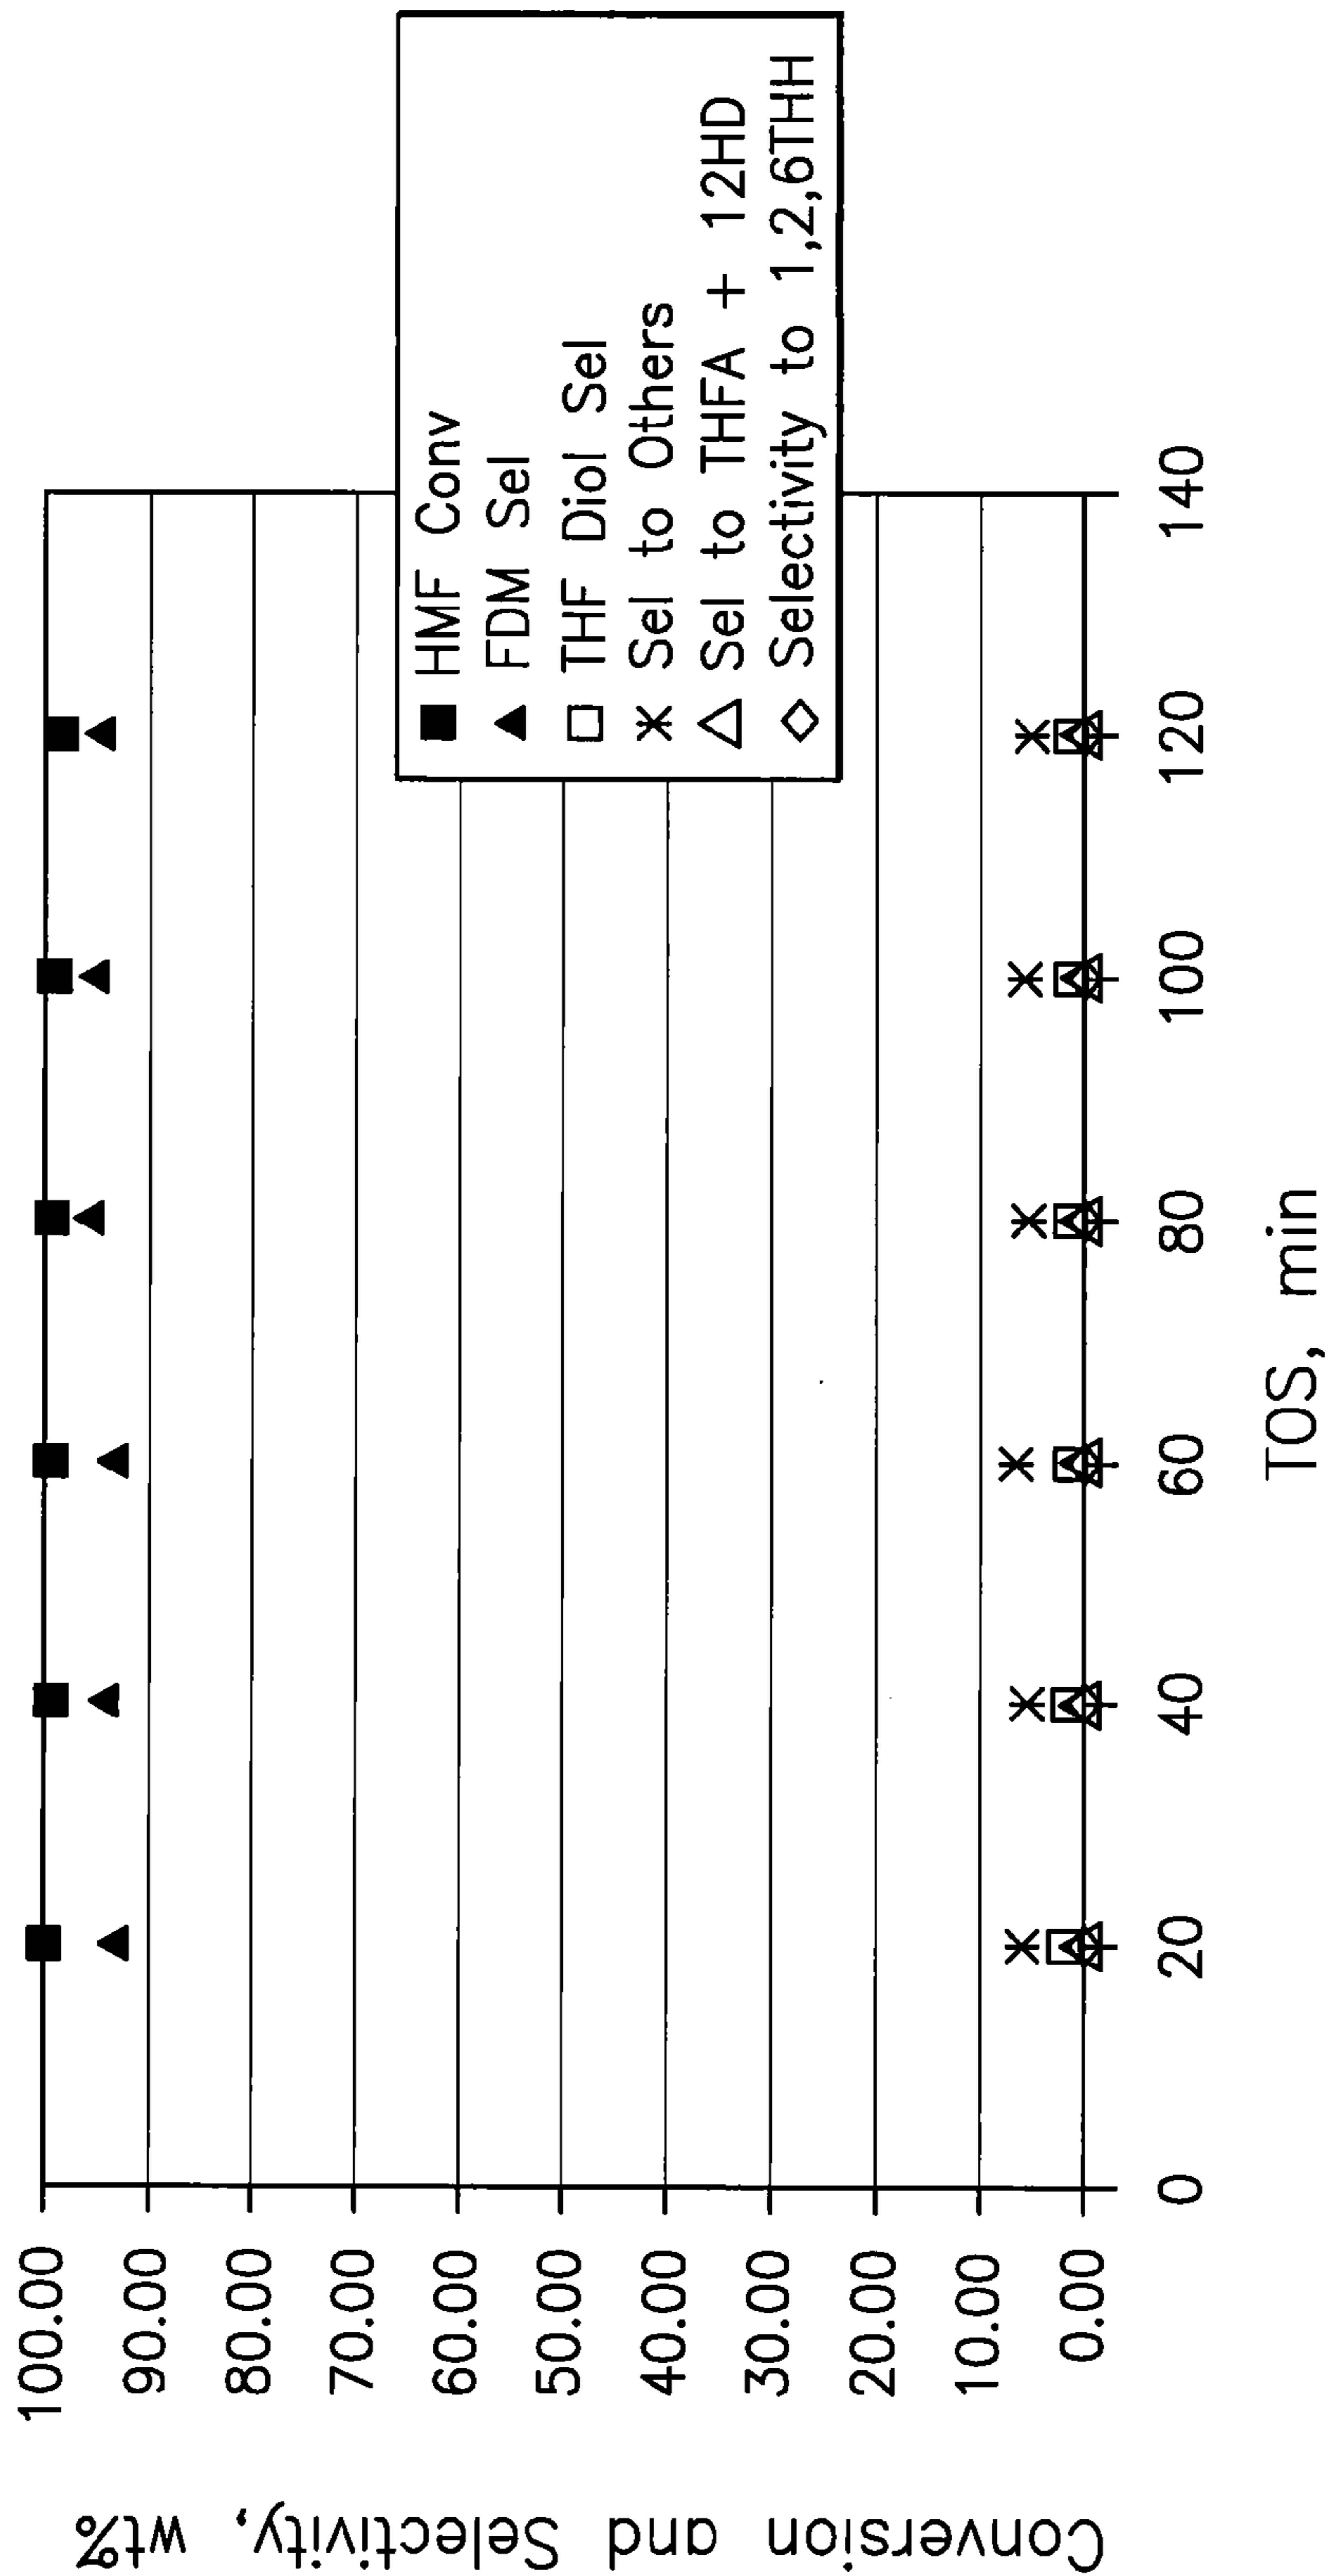 Conversion and Selectivity, wt%
100.00
90.00
80.00
70.00
60.00
50.00
40.00
30.00
20.00
10.00
0.00
0 20 40 60 80 100 120 140
TOS, min
HMF Conv
FDM Sel
THF Diol Sel
Sel to Others
Sel to THFA + 12HD
Selectivity to 1,2,6THH